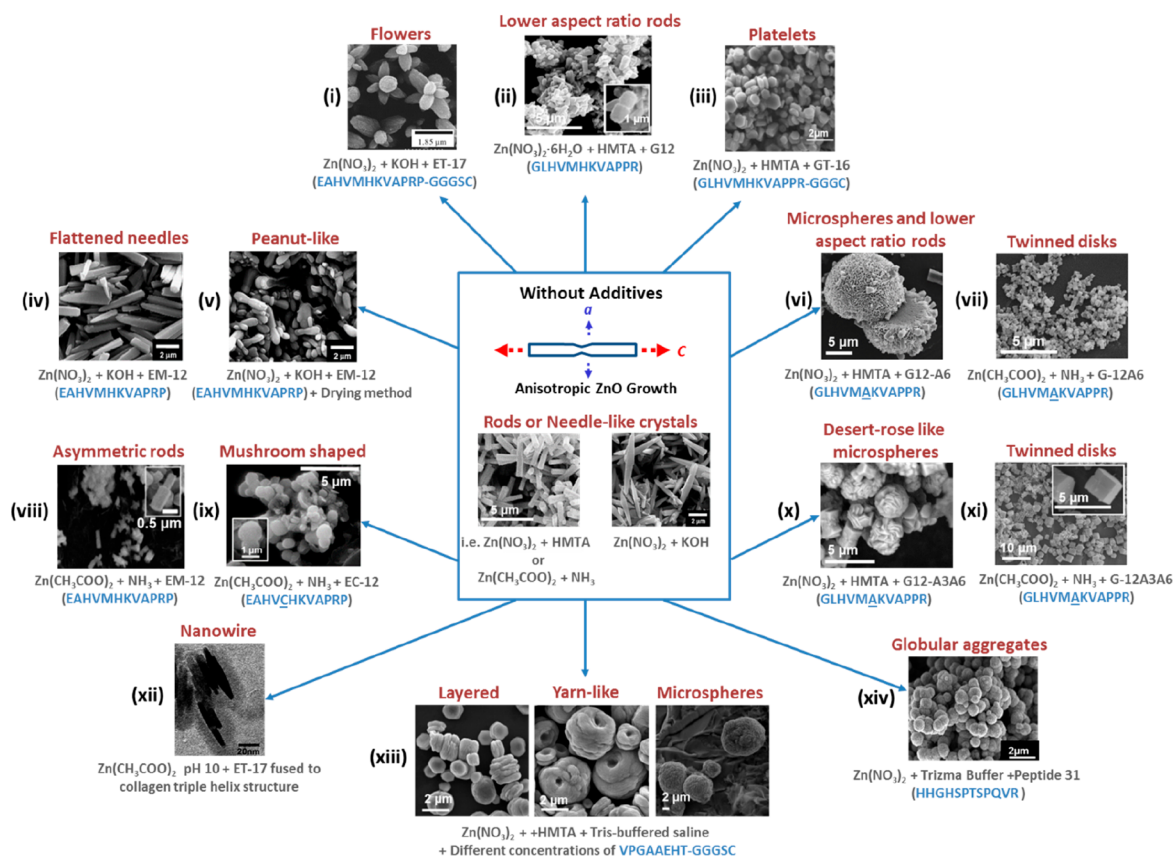 Flowers
(i)
1.85 µm
Zn(NO₃)₂ + KOH + ET-17
(EAHVMHKVAPRP-GGGSC)
Lower aspect ratio rods
(ii)
5 µm
1 µm
Zn(NO₃)₂·6H₂O + HMTA + G12
(GLHVMHKVAPPR)
Platelets
(iii)
2µm
Zn(NO₃)₂ + HMTA + GT-16
(GLHVMHKVAPPR-GGGC)
Flattened needles
(iv)
2 µm
Zn(NO₃)₂ + KOH + EM-12
(EAHVMHKVAPRP)
Peanut-like
(v)
2 µm
Zn(NO₃)₂ + KOH + EM-12
(EAHVMHKVAPRP) + Drying method
Without Additives
a
c
Anisotropic ZnO Growth
Rods or Needle-like crystals
5 µm
2 µm
i.e. Zn(NO₃)₂ + HMTA
or
Zn(CH₃COO)₂ + NH₃
Zn(NO₃)₂ + KOH
Microspheres and lower
aspect ratio rods
(vi)
5 µm
Zn(NO₃)₂ + HMTA + G12-A6
(GLHVMAKVAPPR)
Twinned disks
(vii)
5 µm
Zn(CH₃COO)₂ + NH₃ + G-12A6
(GLHVMAKVAPPR)
Asymmetric rods
(viii)
0.5 µm
Zn(CH₃COO)₂ + NH₃ + EM-12
(EAHVMHKVAPRP)
Mushroom shaped
(ix)
5 µm
1 µm
Zn(CH₃COO)₂ + NH₃ + EC-12
(EAHVCHKVAPRP)
Desert-rose like
microspheres
(x)
5 µm
Zn(NO₃)₂ + HMTA + G12-A3A6
(GLHVMAKVAPPR)
Twinned disks
(xi)
5 µm
10 µm
Zn(CH₃COO)₂ + NH₃ + G-12A3A6
(GLHVMAKVAPPR)
Nanowire
(xii)
20nm
Zn(CH₃COO)₂ pH 10 + ET-17 fused to
collagen triple helix structure
Layered
Yarn-like
Microspheres
(xiii)
2 µm
2 µm
2 µm
Zn(NO₃)₂ + +HMTA + Tris-buffered saline
+ Different concentrations of VPGAAEHT-GGGSC
Globular aggregates
(xiv)
2µm
Zn(NO₃)₂ + Trizma Buffer +Peptide 31
(HHGHSPTSPQVR)